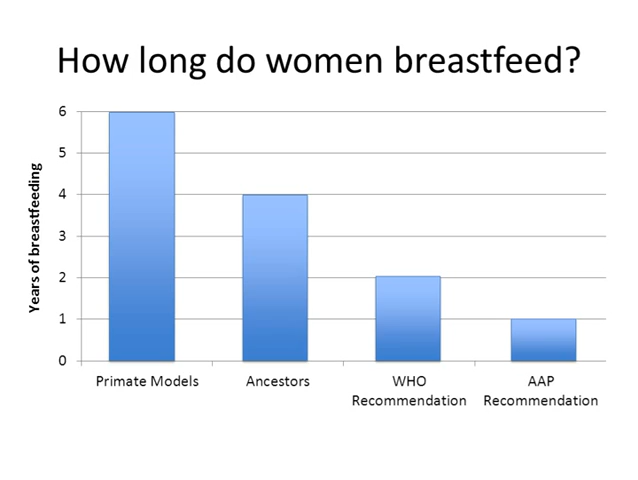 How long do women breastfeed?
Years of breastfeeding
6
5
4
3
2
1
0
Primate Models
Ancestors
WHO
Recommendation
AAP
Recommendation